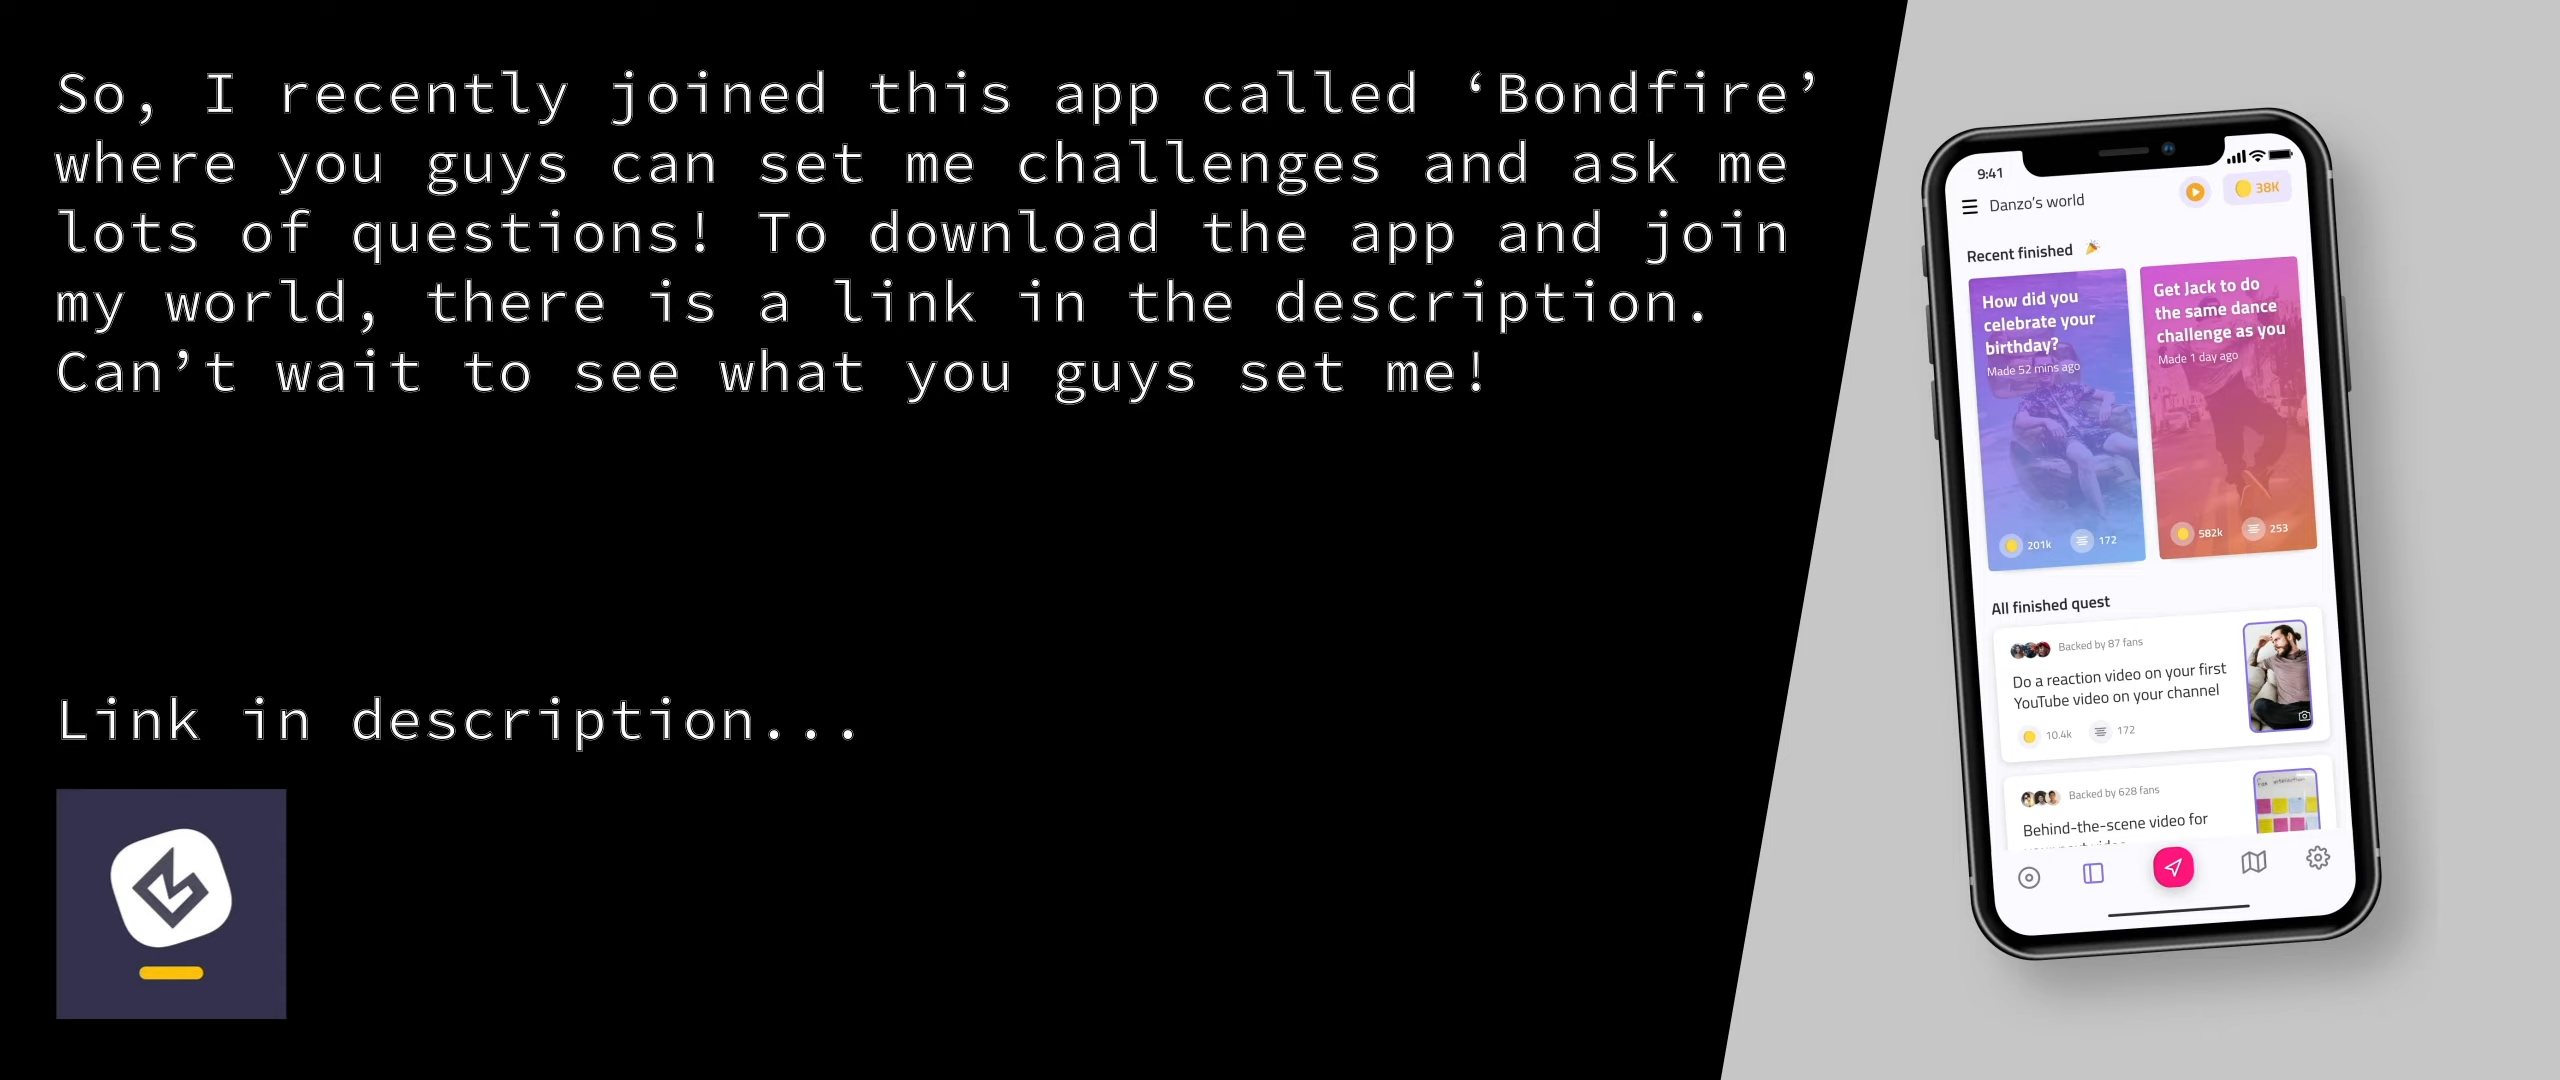 So, I recently joined this app called ‘Bondfire’
where you guys can set me challenges and ask me
lots of questions! To download the app and join
my world, there is a link in the description.
Can’t wait to see what you guys set me!
Link in description...
9:41
Danzo’s world
38K
Recent finished
How did you
celebrate your
birthday?
Made 52 mins ago
201k
172
Get Jack to do
the same dance
challenge as you
Made 1 day ago
582k
253
All finished quest
Backed by 87 fans
Do a reaction video on your first
YouTube video on your channel
10.4k
172
Backed by 628 fans
Behind-the-scene video for